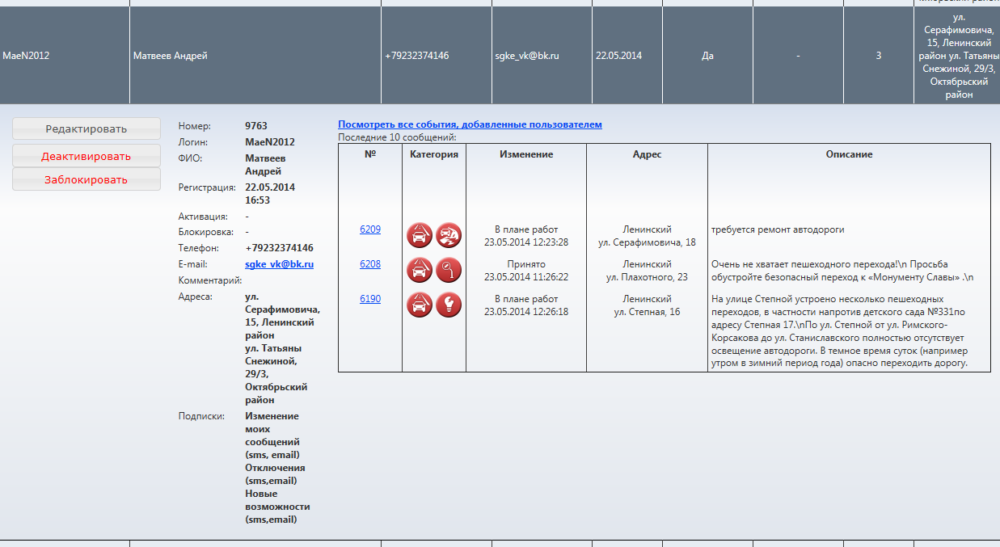 MaeN2012
Матвеев Андрей
+79232374146
sgke_vk@bk.ru
22.05.2014
Да
-
3
ул.
Серафимовича,
15, Ленинский
район ул. Татьяны
Снежиной, 29/3,
Октябрьский
район
Редактировать
Деактивировать
Заблокировать
Номер: 9763
Логин: MaeN2012
ФИО: Матвеев
Андрей
Регистрация: 22.05.2014
16:53
Активация: -
Блокировка: -
Телефон: +79232374146
E-mail: sgke_vk@bk.ru
Комментарий:
Адреса: ул.
Серафимовича,
15, Ленинский
район
ул. Татьяны
Снежиной,
29/3,
Октябрьский
район
Подписки: Изменение
моих
сообщений
(sms, email)
Отключения
(sms,email)
Новые
возможности
(sms,email)
Посмотреть все события, добавленные пользователем
Последние 10 сообщений:
№ Категория Изменение Адрес Описание
6209 В плане работ Ленинский требуется ремонт автодороги
23.05.2014 12:23:28 ул. Серафимовича, 18
6208 Принято Ленинский Очень не хватает пешеходного перехода!\n Просьба
23.05.2014 11:26:22 ул. Плахотного, 23 обустройте безопасный переход к «Монументу Славы» .\n
6190 В плане работ Ленинский На улице Степной устроено несколько пешеходных
23.05.2014 12:26:18 ул. Степная, 16 переходов, в частности напротив детского сада №331по
адресу Степная 17.\nПо ул. Степной от ул. Римского-
Корсакова до ул. Станиславского полностью отсутствует
освещение автодороги. В темное время суток (например
утром в зимний период года) опасно переходить дорогу.